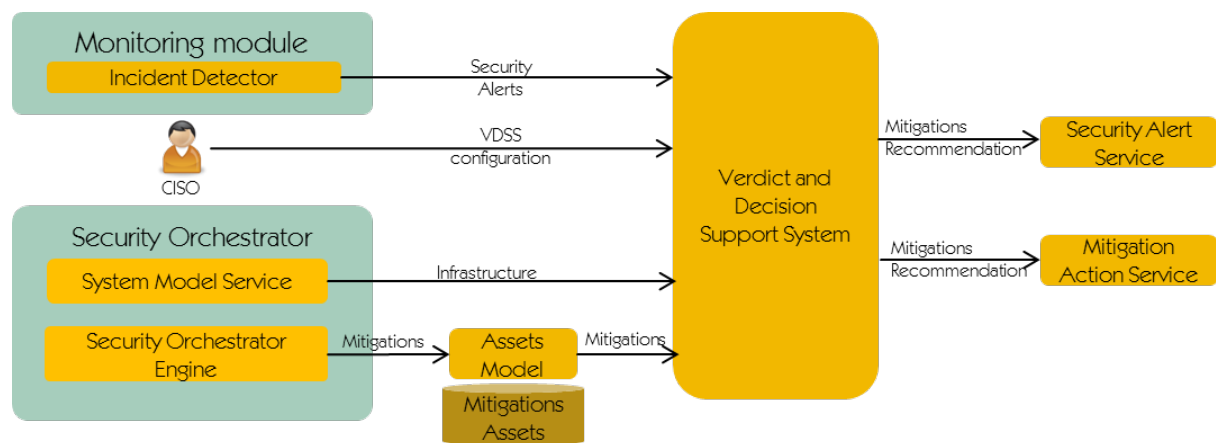 Monitoring module
Incident Detector
Security
Alerts
CISO
VDSS
configuration
Security Orchestrator
System Model Service
Infrastructure
Security Orchestrator
Engine
Mitigations
Assets
Model
Mitigations
Mitigations
Assets
Verdict and
Decision
Support System
Mitigations
Recommendation
Security Alert
Service
Mitigations
Recommendation
Mitigation
Action Service